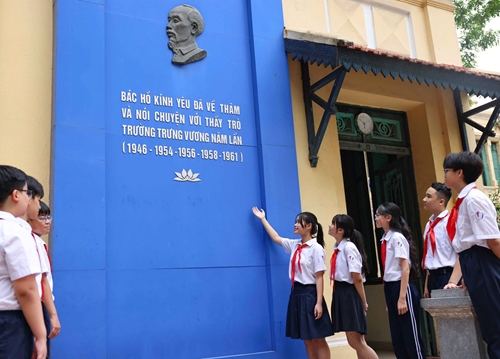 BÁC HỒ KÍNH YÊU ĐÃ VỀ THĂM
VÀ NÓI CHUYỆN VỚI THẦY TRÒ
TRƯỜNG TRƯNG VƯƠNG NĂM LẦN
(1946 - 1954 - 1956 - 1958 - 1961)